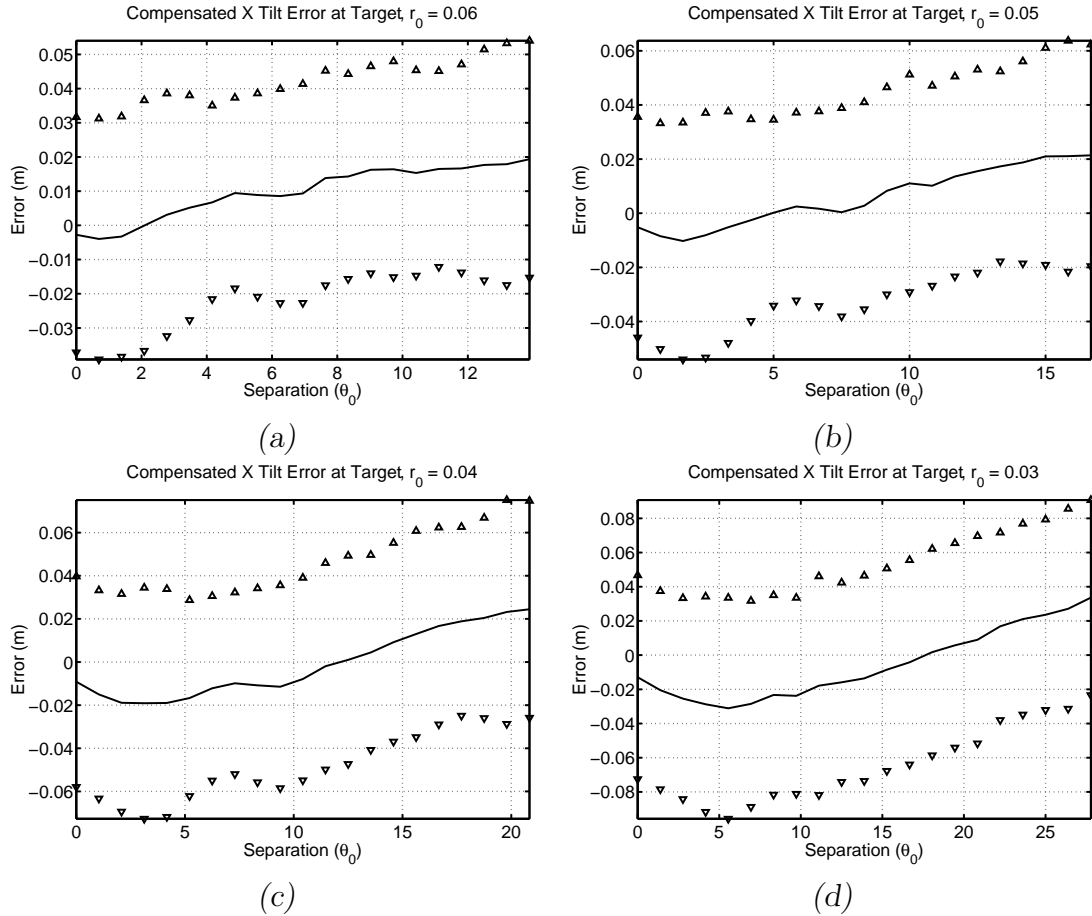 Compensated X Tilt Error at Target, r0 = 0.06
0.05
0.04
0.03
0.02
0.01
0
−0.01
−0.02
−0.03
Error (m)
0 2 4 6 8 10 12
Separation (θ0)
(a)
Compensated X Tilt Error at Target, r0 = 0.05
0.06
0.04
0.02
0
−0.02
−0.04
Error (m)
0 5 10 15
Separation (θ0)
(b)
Compensated X Tilt Error at Target, r0 = 0.04
0.06
0.04
0.02
0
−0.02
−0.04
−0.06
Error (m)
0 5 10 15 20
Separation (θ0)
(c)
Compensated X Tilt Error at Target, r0 = 0.03
0.08
0.06
0.04
0.02
0
−0.02
−0.04
−0.06
−0.08
Error (m)
0 5 10 15 20 25
Separation (θ0)
(d)